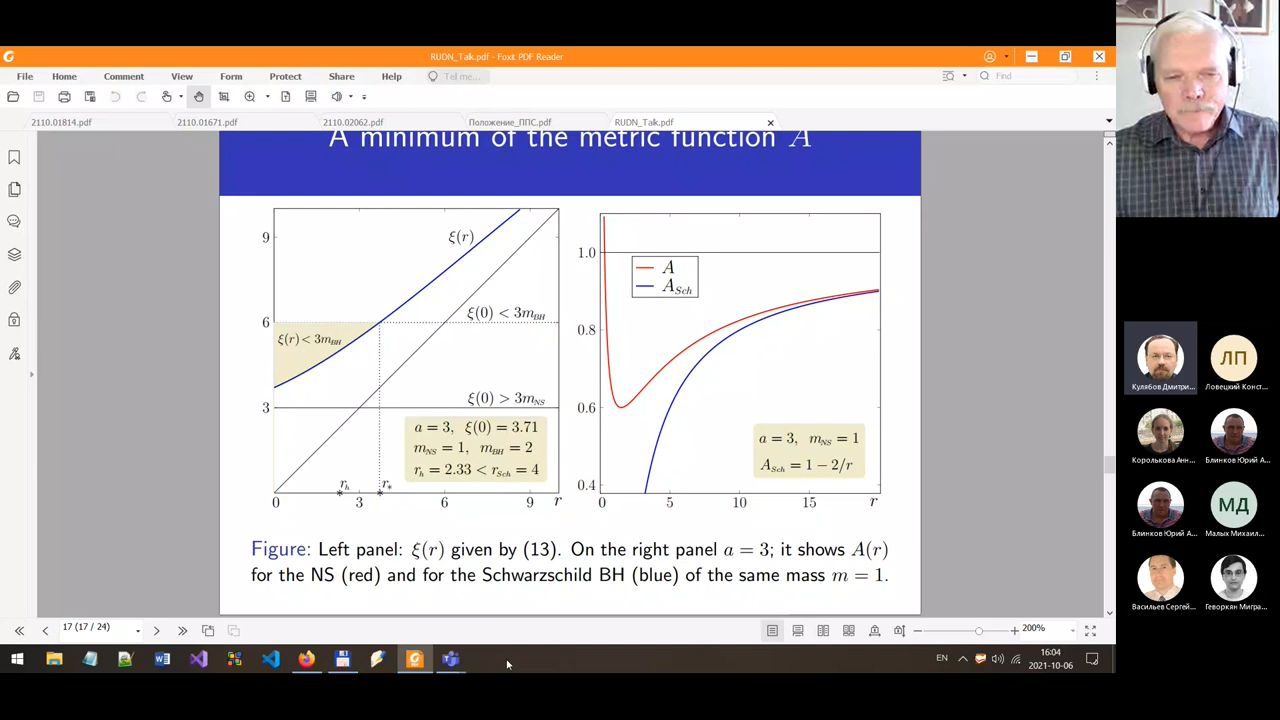 RUDN_Talk.pdf - Foxit PDF Reader
File Home Comment View Form Protect Share Help Tell me... Find
2110.01814.pdf 2110.01671.pdf 2110.02062.pdf Положение_ППС.pdf RUDN_Talk.pdf
A minimum of the metric function A
9
6
3
0 3 6 9 r
ξ(r)
ξ(0) < 3m_BH
ξ(r) < 3m_BH
ξ(0) > 3m_NS
a = 3, ξ(0) = 3.71
m_NS = 1, m_BH = 2
r_h = 2.33 < r_Sch = 4
r_h r_*
1.0
0.8
0.6
0.4
0 5 10 15 r
A
A_Sch
a = 3, m_NS = 1
A_Sch = 1 − 2/r
Figure: Left panel: ξ(r) given by (13). On the right panel a = 3; it shows A(r)
for the NS (red) and for the Schwarzschild BH (blue) of the same mass m = 1.
17 (17 / 24)
200%
EN
16:04
2021-10-06
Кулябов Дмитри...
ЛП
Ловецкий Конст...
Королькова Анн...
Блинков Юрий А...
Блинков Юрий А...
МД
Малых Михаил...
Васильев Сергей...
Геворкян Мигра...